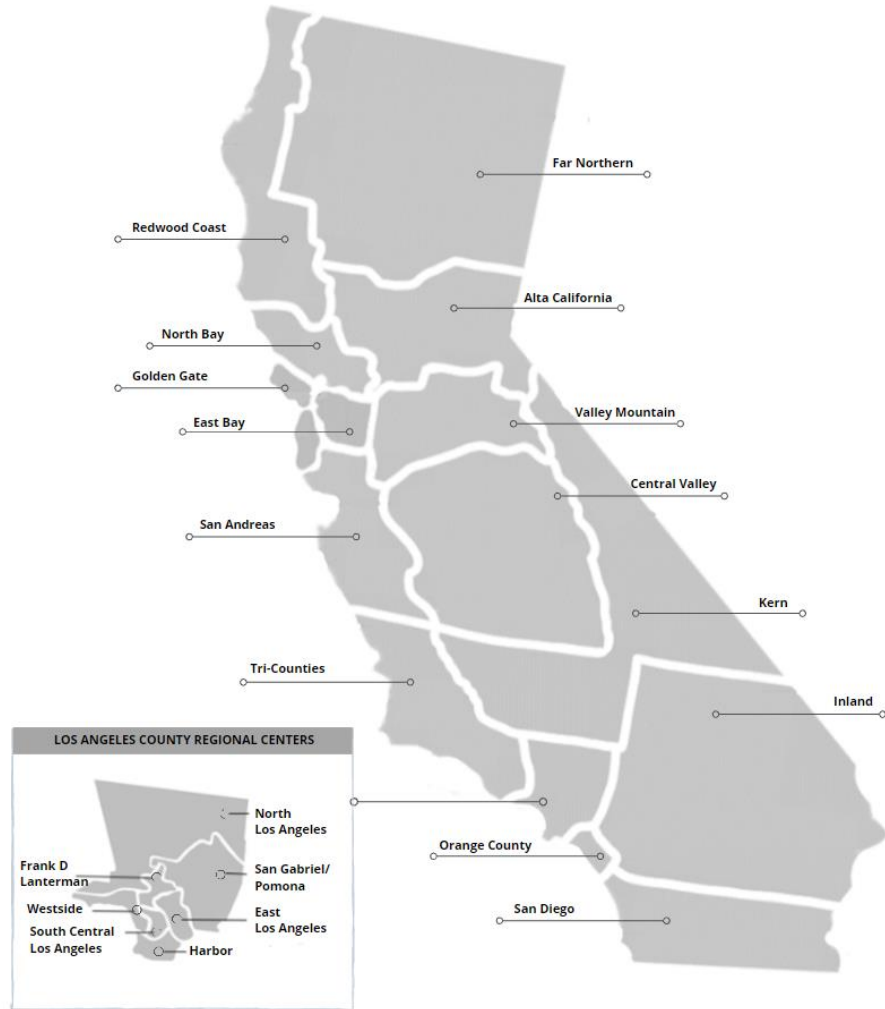 Far Northern
Redwood Coast
Alta California
North Bay
Golden Gate
Valley Mountain
East Bay
Central Valley
San Andreas
Kern
Tri-Counties
Inland
LOS ANGELES COUNTY REGIONAL CENTERS
North
Los Angeles
Orange County
Frank D
Lanterman
San Gabriel/
Pomona
Westside
East
Los Angeles
San Diego
South Central
Los Angeles
Harbor